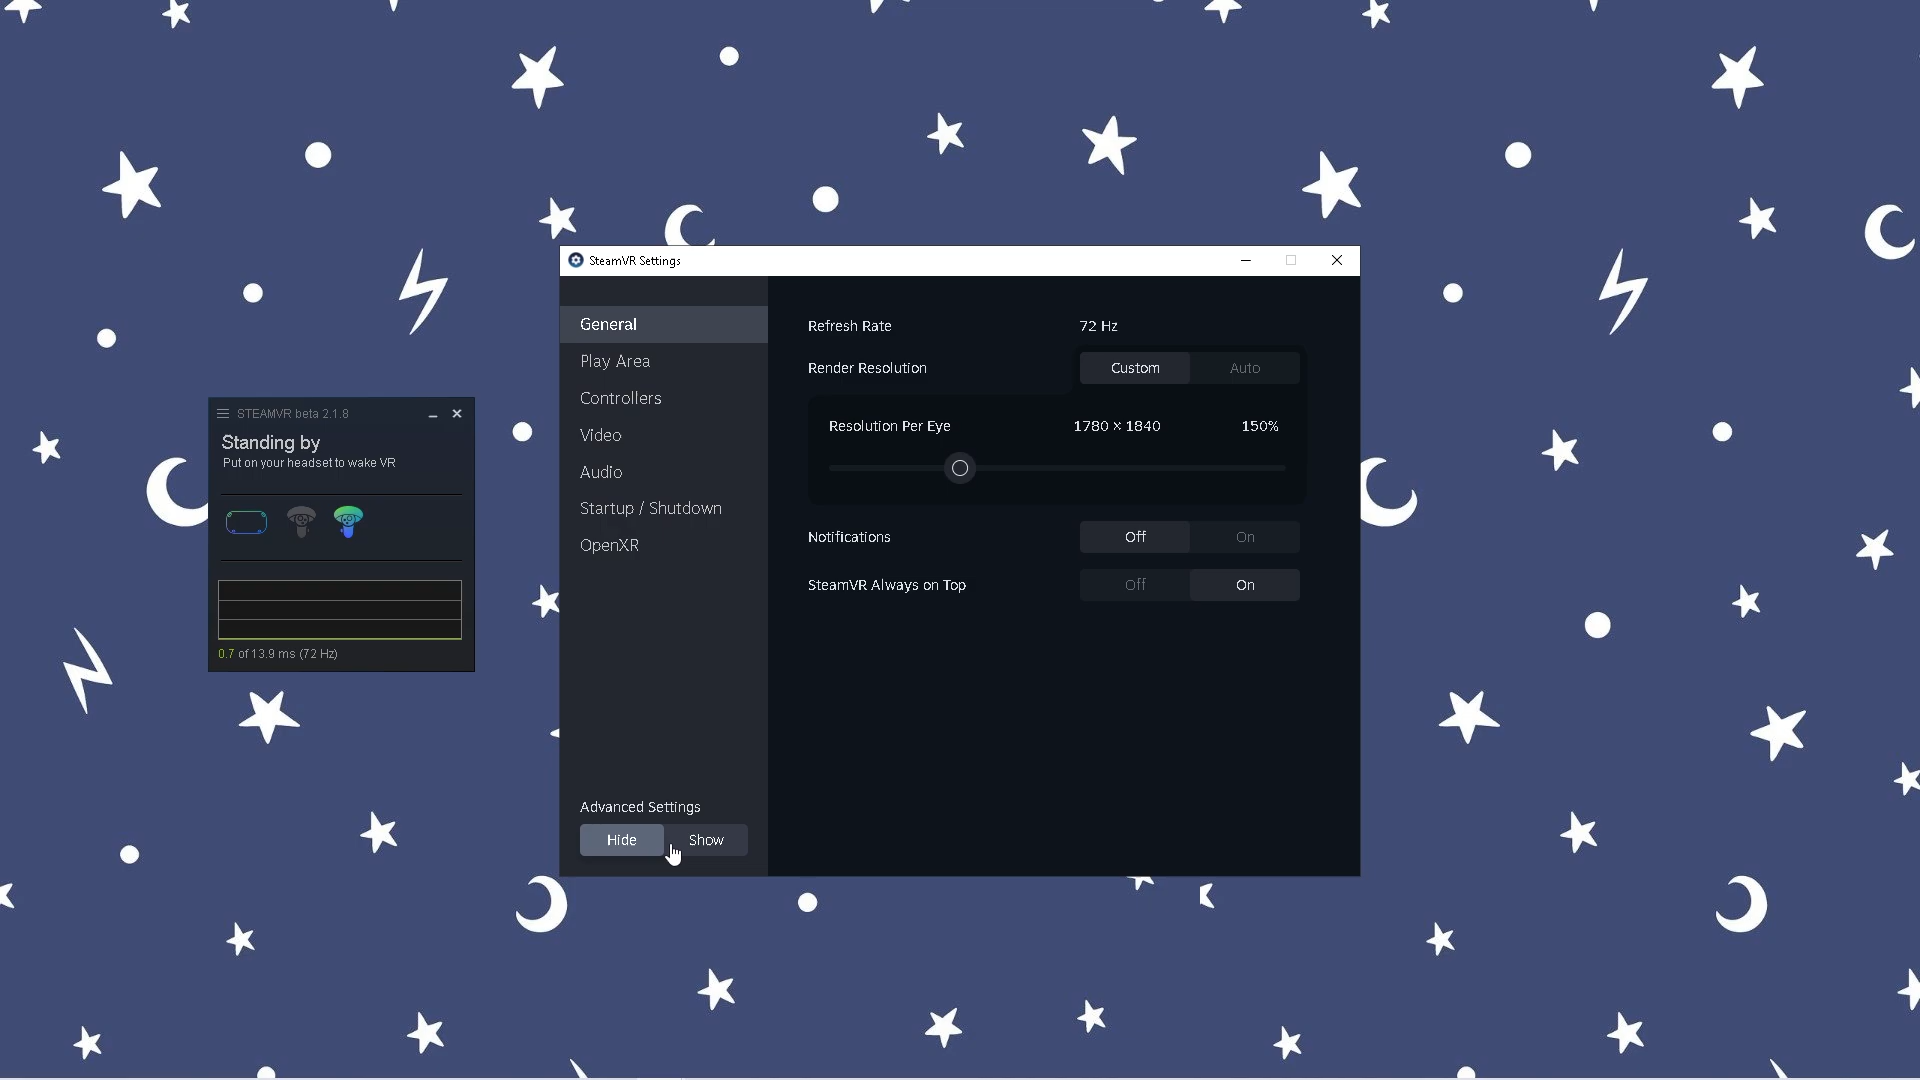 STEAMVR beta 2.1.8
Standing by
Put on your headset to wake VR
0.7 of 13.9 ms (72 Hz)
SteamVR Settings
General
Play Area
Controllers
Video
Audio
Startup / Shutdown
OpenXR
Advanced Settings
Hide Show
Refresh Rate 72 Hz
Render Resolution Custom Auto
Resolution Per Eye 1780 × 1840 150%
Notifications Off On
SteamVR Always on Top Off On